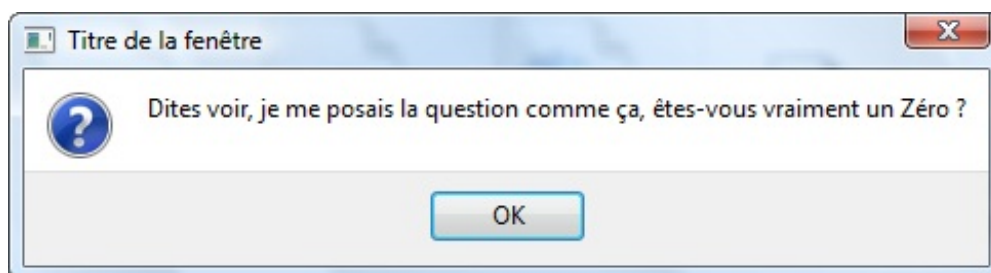 Titre de la fenêtre
Dites voir, je me posais la question comme ça, êtes-vous vraiment un Zéro ?
OK